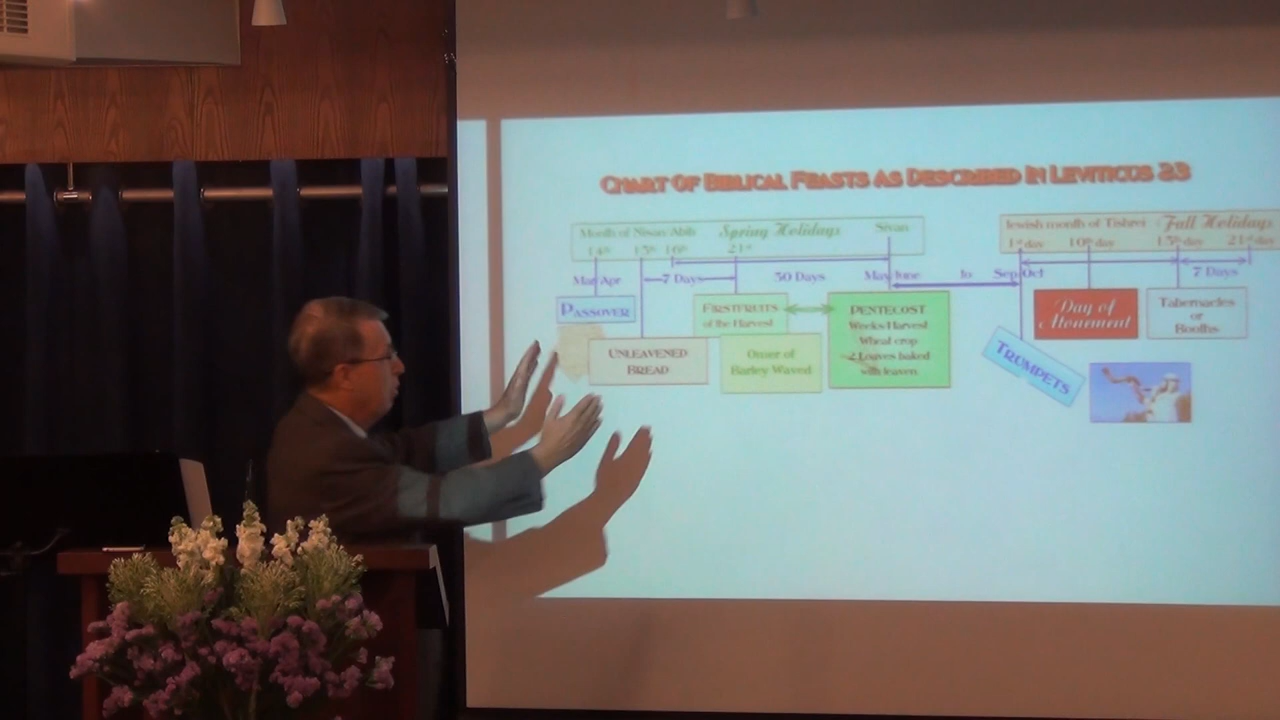 CHART OF BIBLICAL FEASTS AS DESCRIBED IN LEVITICUS 23
Month of Nisan Abib Spring Holidays Sivan
14th 15th 16th 21st
Mar/Apr 7 Days 50 Days May/June to Sep/Oct
PASSOVER
UNLEAVENED
BREAD
FIRSTFRUITS
of the Harvest
Omer of
Barley Waved
PENTECOST
Weeks-Harvest
Wheat crop
2 Loaves baked
with leaven
Jewish month of Tishrei Fall Holidays
1st day 10th day 15th day 21st day
7 Days
TRUMPETS
Day of
Atonement
Tabernacles
or
Booths